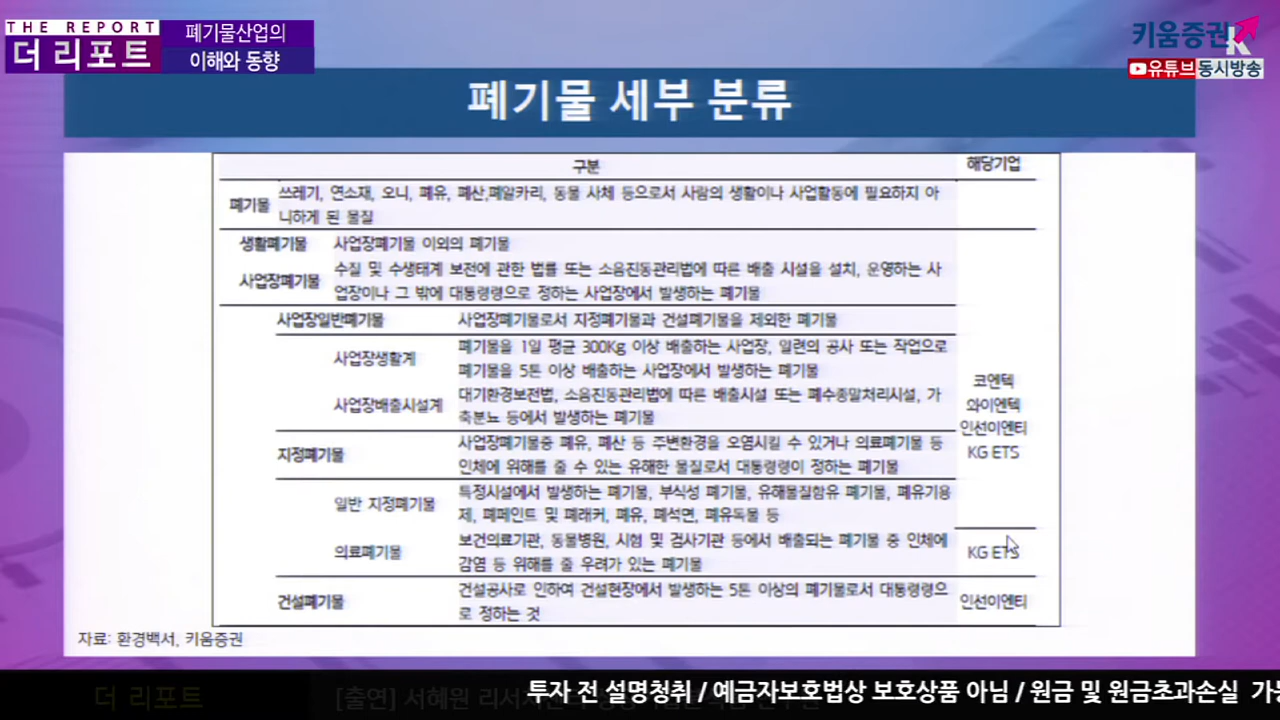 THE REPORT
더 리포트
폐기물산업의
이해와 동향
키움증권
유튜브 동시방송
폐기물 세부 분류
구분 해당기업
폐기물 쓰레기, 연소재, 오니, 폐유, 폐산,폐알카리, 동물 사체 등으로서 사람의 생활이나 사업활동에 필요하지 아
니하게 된 물질
생활폐기물 사업장폐기물 이외의 폐기물
사업장폐기물 수질 및 수생태계 보전에 관한 법률 또는 소음진동관리법에 따른 배출 시설을 설치, 운영하는 사
업장이나 그 밖에 대통령령으로 정하는 사업장에서 발생하는 폐기물
사업장일반폐기물 사업장폐기물로서 지정폐기물과 건설폐기물을 제외한 폐기물
사업장생활계 폐기물을 1일 평균 300Kg 이상 배출하는 사업장, 일련의 공사 또는 작업으로
폐기물을 5톤 이상 배출하는 사업장에서 발생하는 폐기물
사업장배출시설계 대기환경보전법, 소음진동관리법에 따른 배출시설 또는 폐수종말처리시설, 가
축분뇨 등에서 발생하는 폐기물
코엔텍
와이엔텍
인선이엔티
KG ETS
지정폐기물 사업장폐기물중 폐유, 폐산 등 주변환경을 오염시킬 수 있거나 의료폐기물 등
인체에 위해를 줄 수 있는 유해한 물질로서 대통령령이 정하는 폐기물
일반 지정폐기물 특정시설에서 발생하는 폐기물, 부식성 폐기물, 유해물질함유 폐기물, 폐유기용
제, 폐페인트 및 폐래커, 폐유, 폐석면, 폐유독물 등
의료폐기물 보건의료기관, 동물병원, 시험 및 검사기관 등에서 배출되는 폐기물 중 인체에
감염 등 위해를 줄 우려가 있는 폐기물
KG ETS
건설폐기물 건설공사로 인하여 건설현장에서 발생하는 5톤 이상의 폐기물로서 대통령령으
로 정하는 것
인선이엔티
자료: 환경백서, 키움증권
더 리포트
[출연] 서혜원
투자 전 설명청취 / 예금자보호법상 보호상품 아님 / 원금 및 원금초과손실